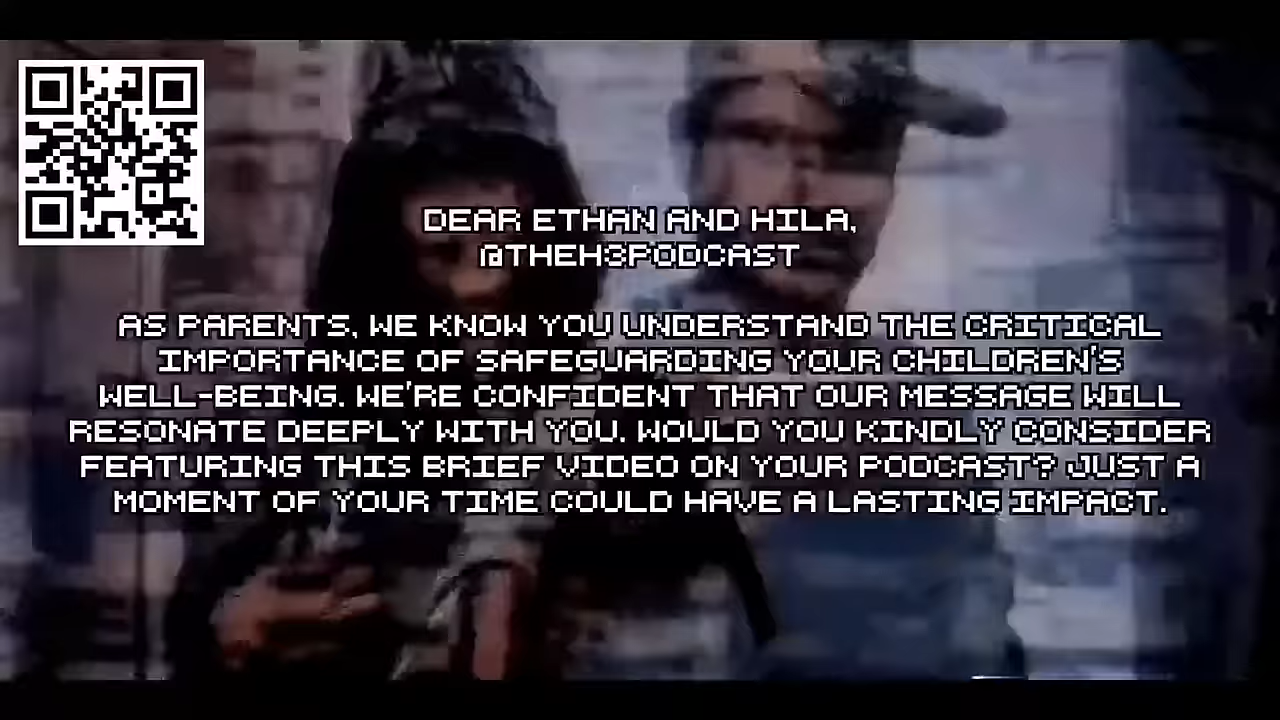 DEAR ETHAN AND HILA,
@THEH3PODCAST
AS PARENTS, WE KNOW YOU UNDERSTAND THE CRITICAL
IMPORTANCE OF SAFEGUARDING YOUR CHILDREN'S
WELL-BEING. WE'RE CONFIDENT THAT OUR MESSAGE WILL
RESONATE DEEPLY WITH YOU. WOULD YOU KINDLY CONSIDER
FEATURING THIS BRIEF VIDEO ON YOUR PODCAST? JUST A
MOMENT OF YOUR TIME COULD HAVE A LASTING IMPACT.